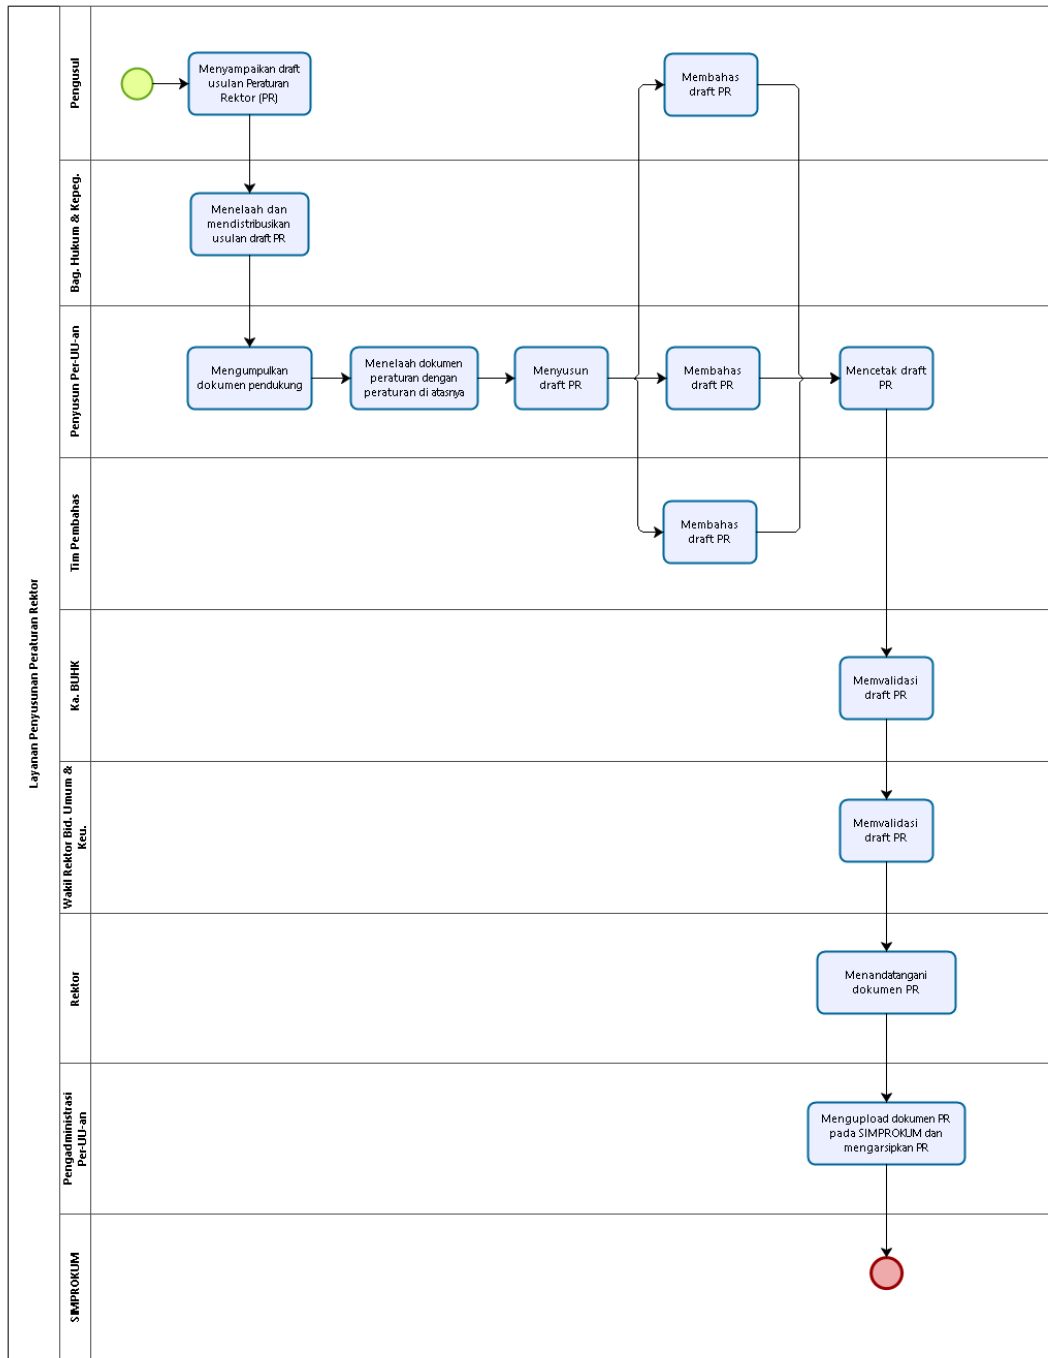 Layanan Penyusunan Peraturan Rektor
Pengusul
Menyampaikan draft
usulan Peraturan
Rektor (PR)
Membahas
draft PR
Bag. Hukum & Kepeg.
Menelaah dan
mendistribusikan
usulan draft PR
Penyusun Per-UU-an
Mengumpulkan
dokumen pendukung
Menelaah dokumen
peraturan dengan
peraturan di atasnya
Menyusun
draft PR
Membahas
draft PR
Mencetak draft
PR
Tim Pembahas
Membahas
draft PR
Ka. BUHK
Memvalidasi
draft PR
Wakil Rektor Bid. Umum &
Keu.
Memvalidasi
draft PR
Rektor
Menandatangani
dokumen PR
Pengadministrasi
Per-UU-an
Mengupload dokumen PR
pada SIMPROKUM dan
mengarsipkan PR
SIMPROKUM